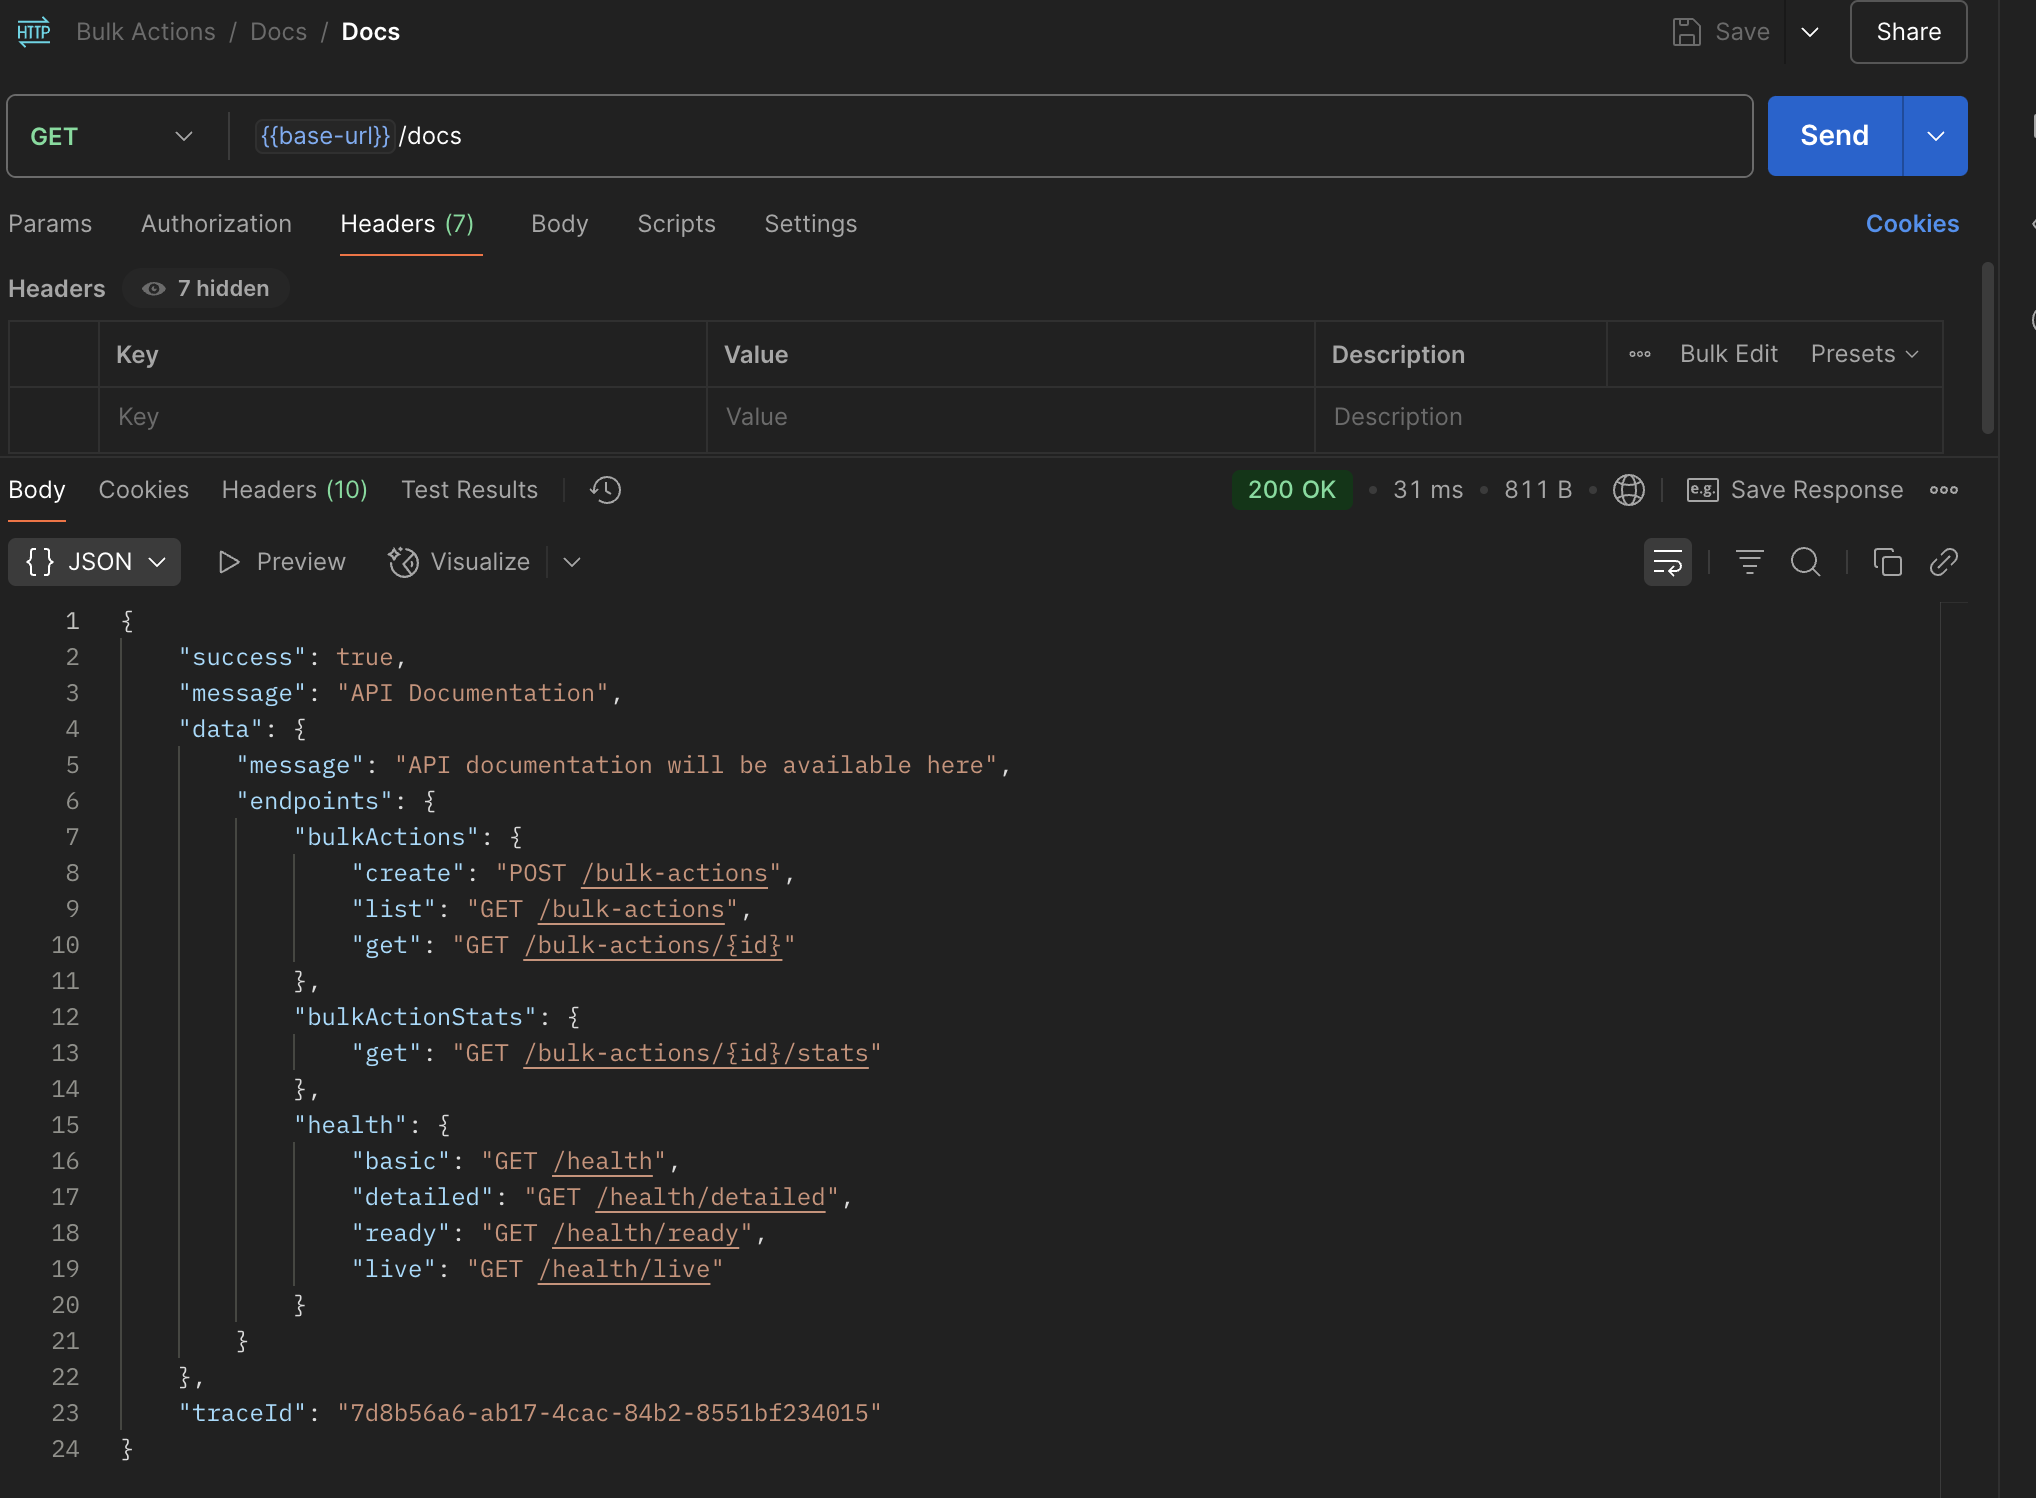 HTTP Bulk Actions / Docs / Docs Save Share
GET {{base-url}}/docs Send
Params Authorization Headers (7) Body Scripts Settings Cookies
Headers 7 hidden
Key Value Description Bulk Edit Presets
Key Value Description
Body Cookies Headers (10) Test Results 200 OK • 31 ms • 811 B • e.g. Save Response
{} JSON Preview Visualize
1 {
2 "success": true,
3 "message": "API Documentation",
4 "data": {
5 "message": "API documentation will be available here",
6 "endpoints": {
7 "bulkActions": {
8 "create": "POST /bulk-actions",
9 "list": "GET /bulk-actions",
10 "get": "GET /bulk-actions/{id}"
11 },
12 "bulkActionStats": {
13 "get": "GET /bulk-actions/{id}/stats"
14 },
15 "health": {
16 "basic": "GET /health",
17 "detailed": "GET /health/detailed",
18 "ready": "GET /health/ready",
19 "live": "GET /health/live"
20 }
21 }
22 },
23 "traceId": "7d8b56a6-ab17-4cac-84b2-8551bf234015"
24 }